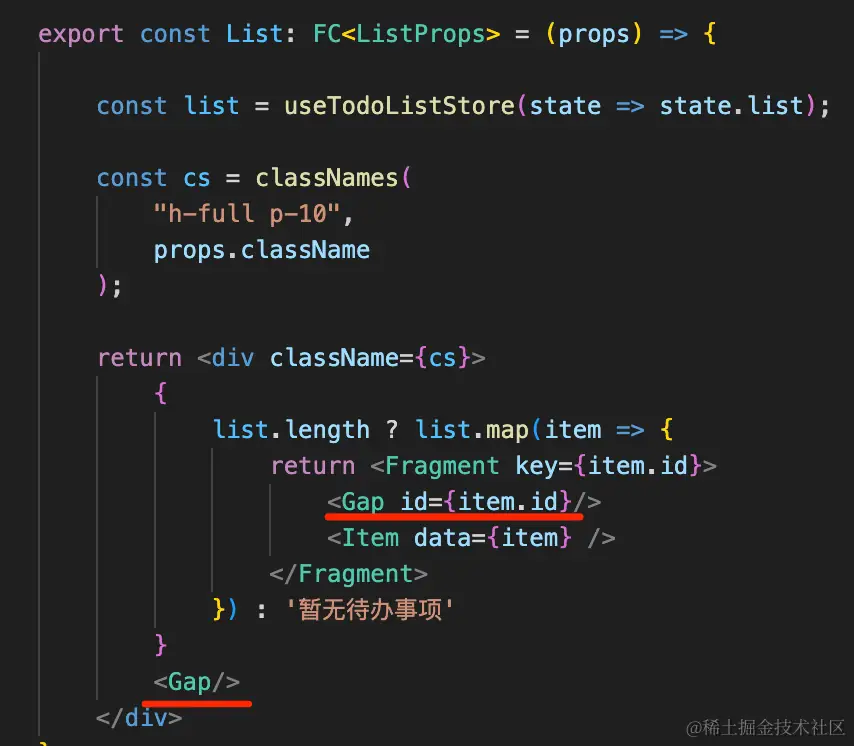 export const List: FC<ListProps> = (props) => {
const list = useTodoListStore(state => state.list);
const cs = classNames(
"h-full p-10",
props.className
);
return <div className={cs}>
{
list.length ? list.map(item => {
return <Fragment key={item.id}>
<Gap id={item.id}/>
<Item data={item} />
</Fragment>
}) : '暂无待办事项'
}
<Gap/>
</div>
@稀土掘金技术社区